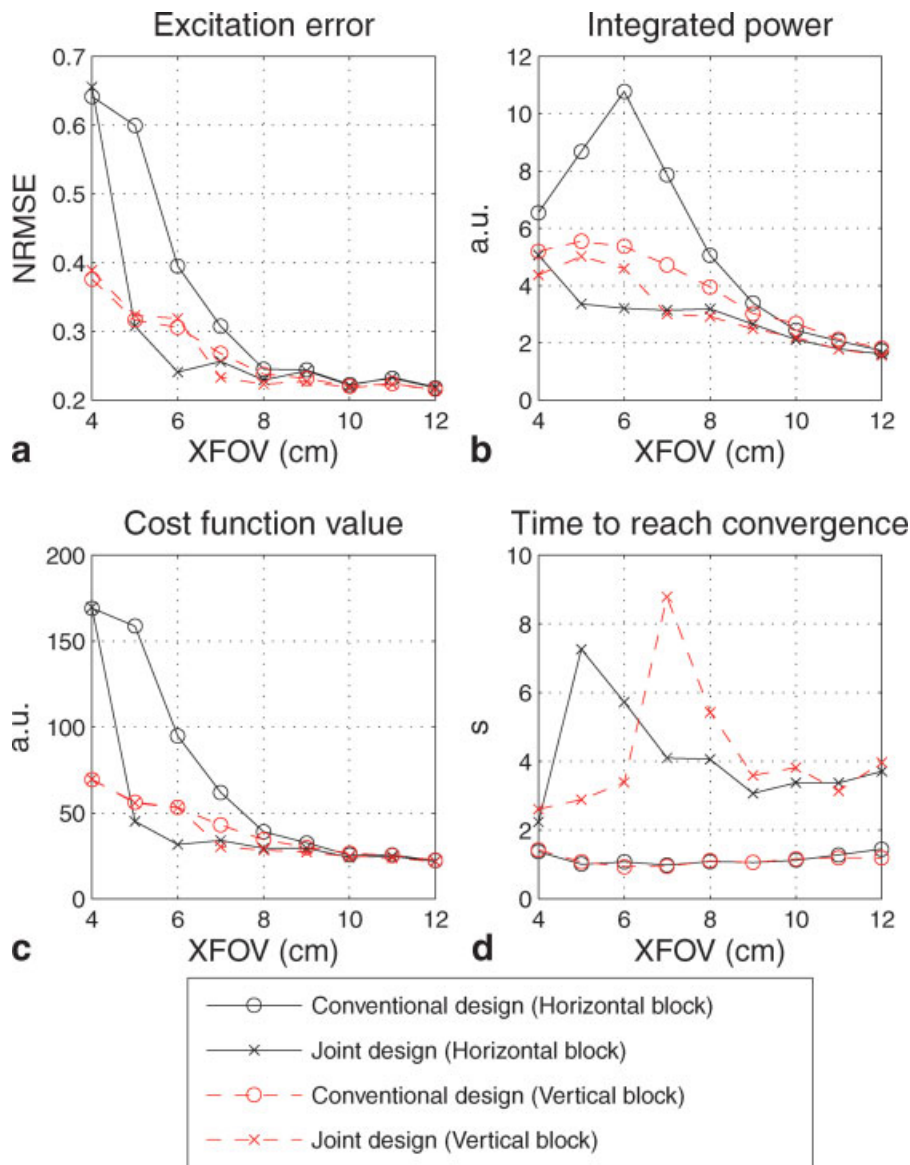 Excitation error
NRMSE
0.7
0.6
0.5
0.4
0.3
0.2
4 5 6 7 8 9 10 11 12
XFOV (cm)
a
Integrated power
a.u.
12
10
8
6
4
2
0
4 5 6 7 8 9 10 11 12
XFOV (cm)
b
Cost function value
a.u.
200
150
100
50
0
4 5 6 7 8 9 10 11 12
XFOV (cm)
c
Time to reach convergence
s
10
8
6
4
2
0
4 5 6 7 8 9 10 11 12
XFOV (cm)
d
Conventional design (Horizontal block)
Joint design (Horizontal block)
Conventional design (Vertical block)
Joint design (Vertical block)